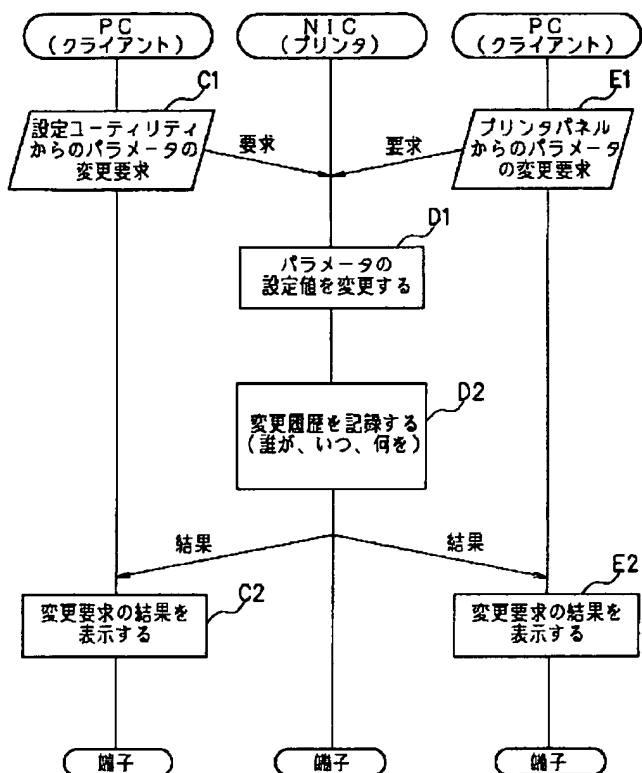 PC
(クライアント)
NIC
(プリンタ)
PC
(クライアント)
C1
設定ユーティリティ
からのパラメータの
変更要求
要求
要求
E1
プリンタパネル
からのパラメータ
の変更要求
D1
パラメータの
設定値を変更する
D2
変更履歴を記録する
(誰が、いつ、何を)
結果
結果
C2
変更要求の結果を
表示する
E2
変更要求の結果を
表示する
端子
端子
端子